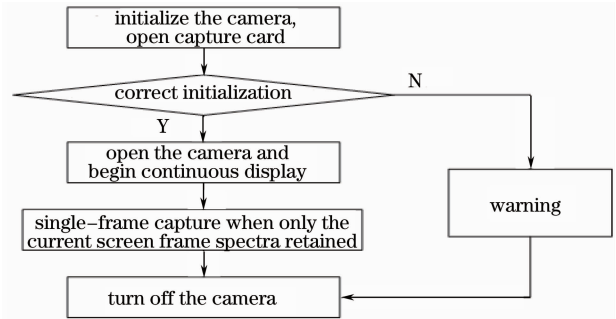 initialize the camera,
open capture card
correct initialization
N
Y
open the camera and
begin continuous display
single-frame capture when only the
current screen frame spectra retained
warning
turn off the camera